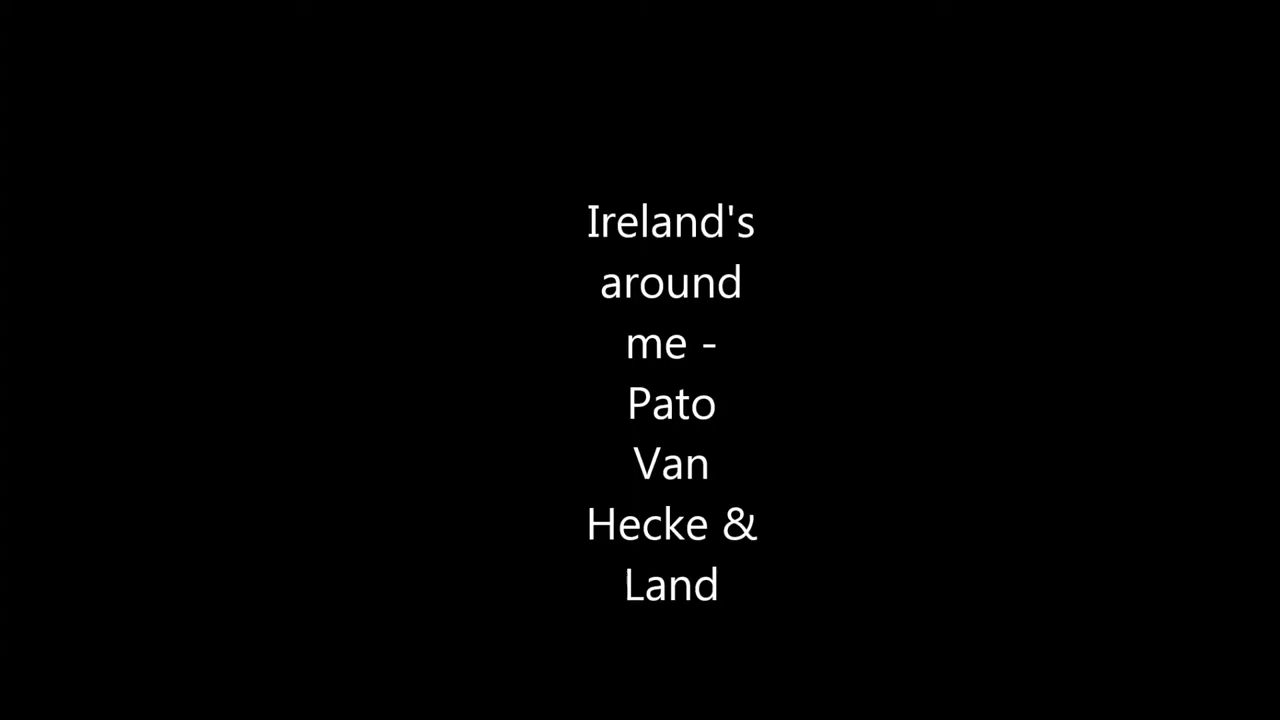 Ireland's
around
me -
Pato
Van
Hecke &
Land